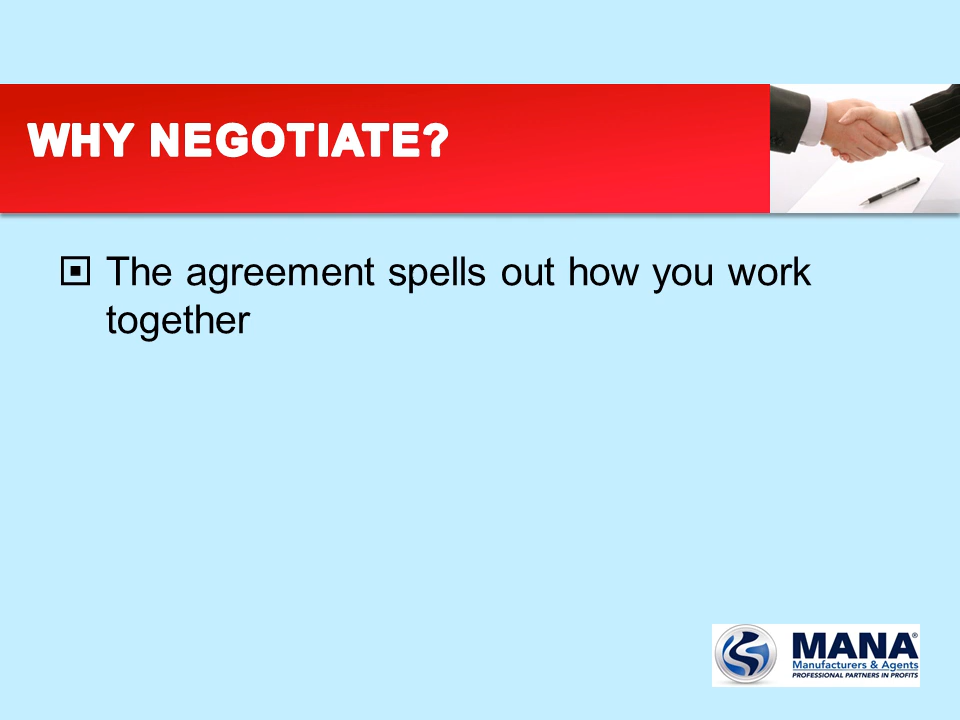 WHY NEGOTIATE?
The agreement spells out how you work
together
MANA®
Manufacturers & Agents
PROFESSIONAL PARTNERS IN PROFITS